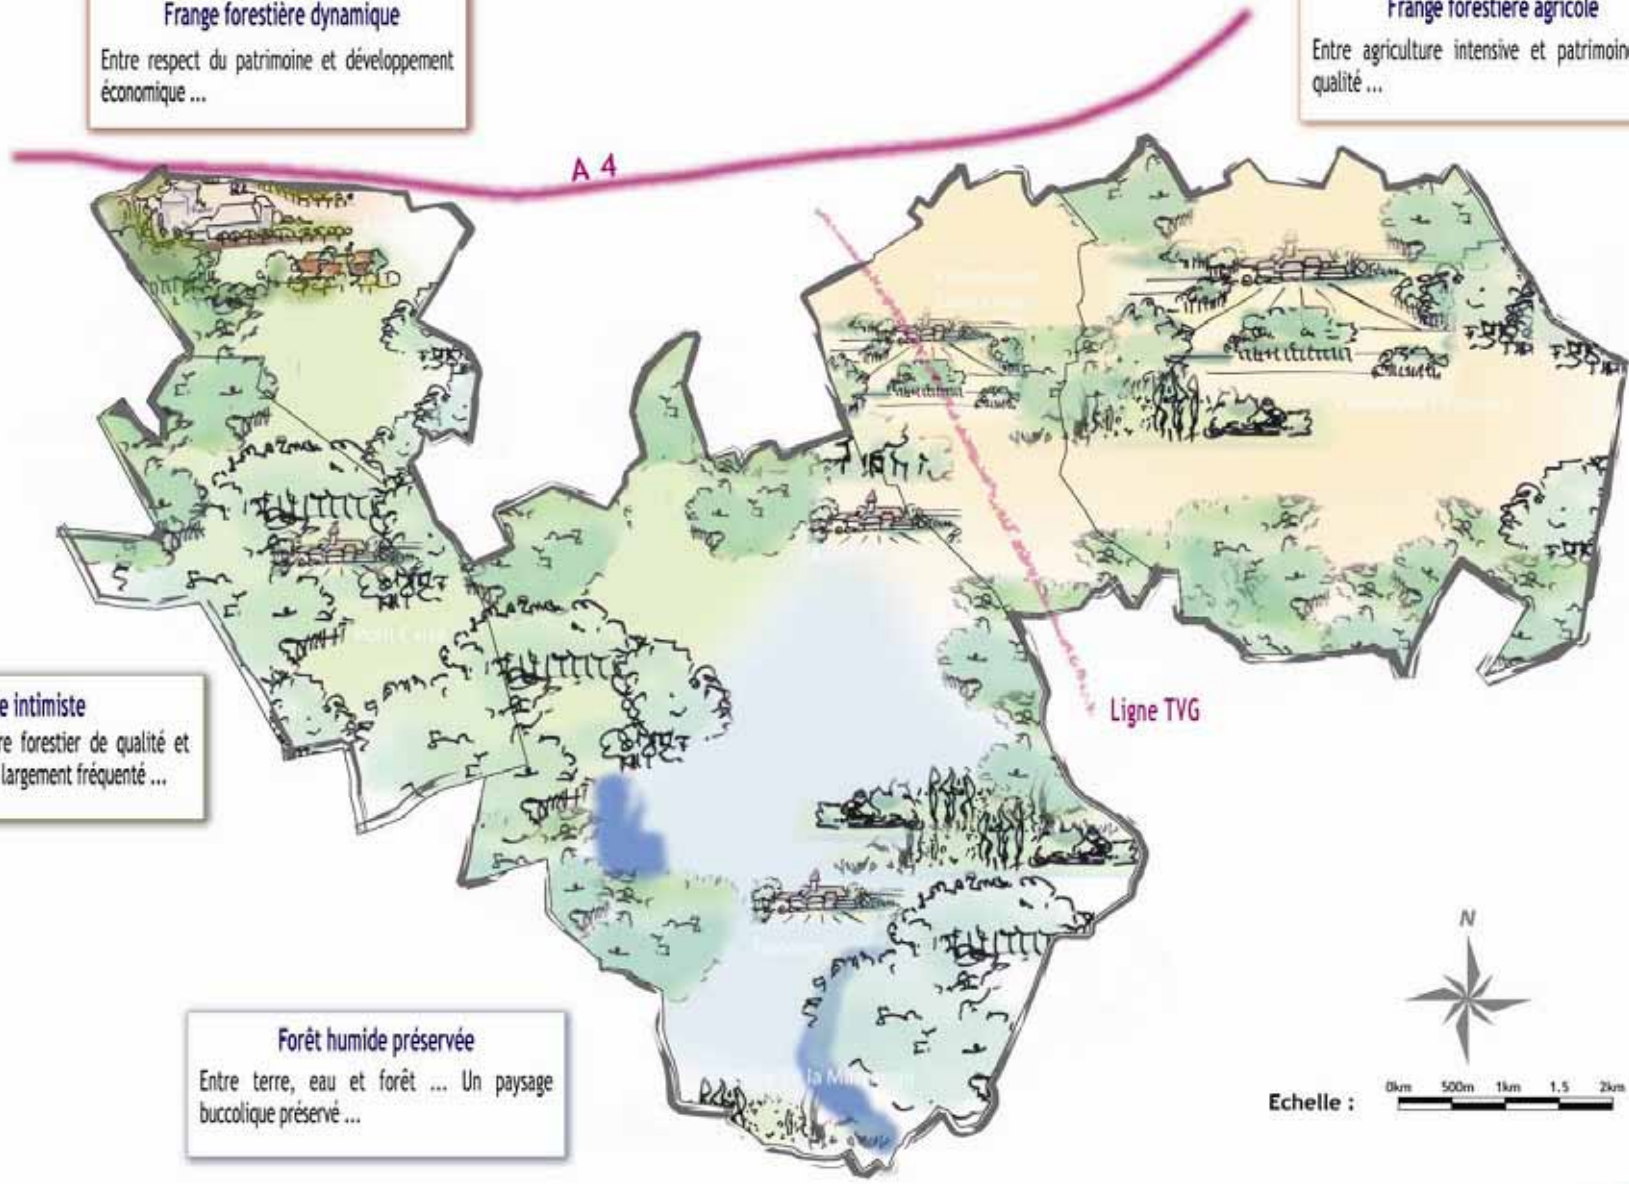 Frange forestière dynamique
Entre respect du patrimoine et développement
économique ...
Frange forestière agricole
Entre agriculture intensive et patrimoine
qualité ...
A 4
Ligne TVG
e intimiste
re forestier de qualité et
largement fréquenté ...
Forêt humide préservée
Entre terre, eau et forêt ... Un paysage
buccolique préservé ...
N
Echelle :
0km 500m 1km 1.5 2km